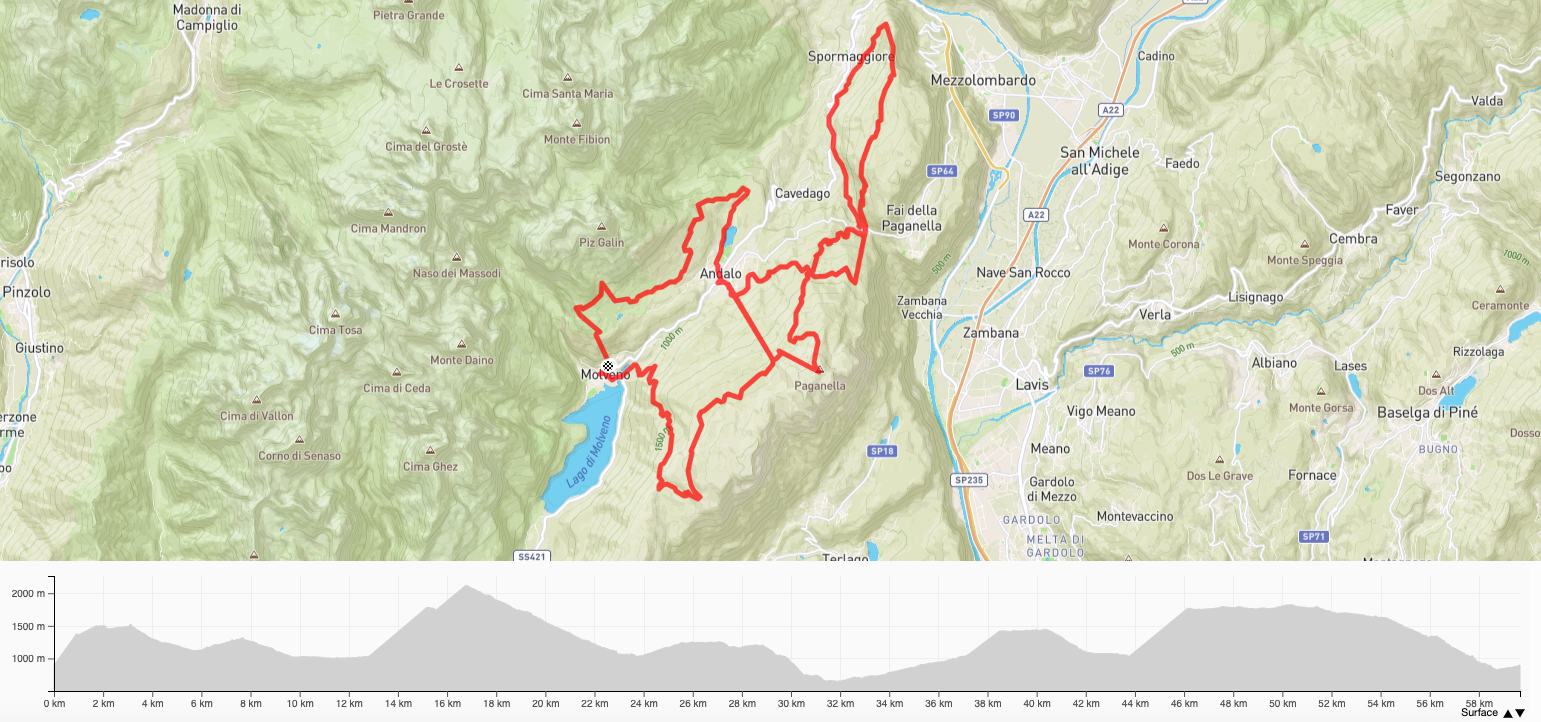 Madonna di
Campiglio
Pietra Grande
A22
Le Crosette
Cima Santa Maria
Spormaggiore
Mezzolombardo
Cadino
Valda
SP90
A22
Cima del Grostè
Monte Fibion
San Michele
all'Adige
Faedo
SP64
Segonzano
Cavedago
Cima Mandron
Piz Galin
Fai della
Paganella
A22
Faver
Cembra
Monte Corona
Monte Speggia
1000 m
risolo
Naso dei Massodi
Andalo
500 m
Nave San Rocco
Pinzolo
Zambana
Vecchia
Lisignago
Ceramonte
Verla
Cima Tosa
1000 m
Zambana
Giustino
Monte Daino
500 m
Albiano
Lases
Rizzolaga
Molveno
SP76
Cima di Ceda
Paganella
Lavis
Dos Alt
Cima di Vallon
Vigo Meano
Monte Gorsa
Baselga di Piné
erzone
rme
1500 m
Lago di Molveno
Dosso
Corno di Senaso
Cima Ghez
SP18
Meano
BUGNO
bo
Dos Le Grave
Fornace
SP235
Gardolo
di Mezzo
GARDOLO
Montevaccino
MELTA DI
GARDOLO
SP71
SS421
Terlago
2000 m
1500 m
1000 m
0 km 2 km 4 km 6 km 8 km 10 km 12 km 14 km 16 km 18 km 20 km 22 km 24 km 26 km 28 km 30 km 32 km 34 km 36 km 38 km 40 km 42 km 44 km 46 km 48 km 50 km 52 km 54 km 56 km 58 km
Surface ▲▼